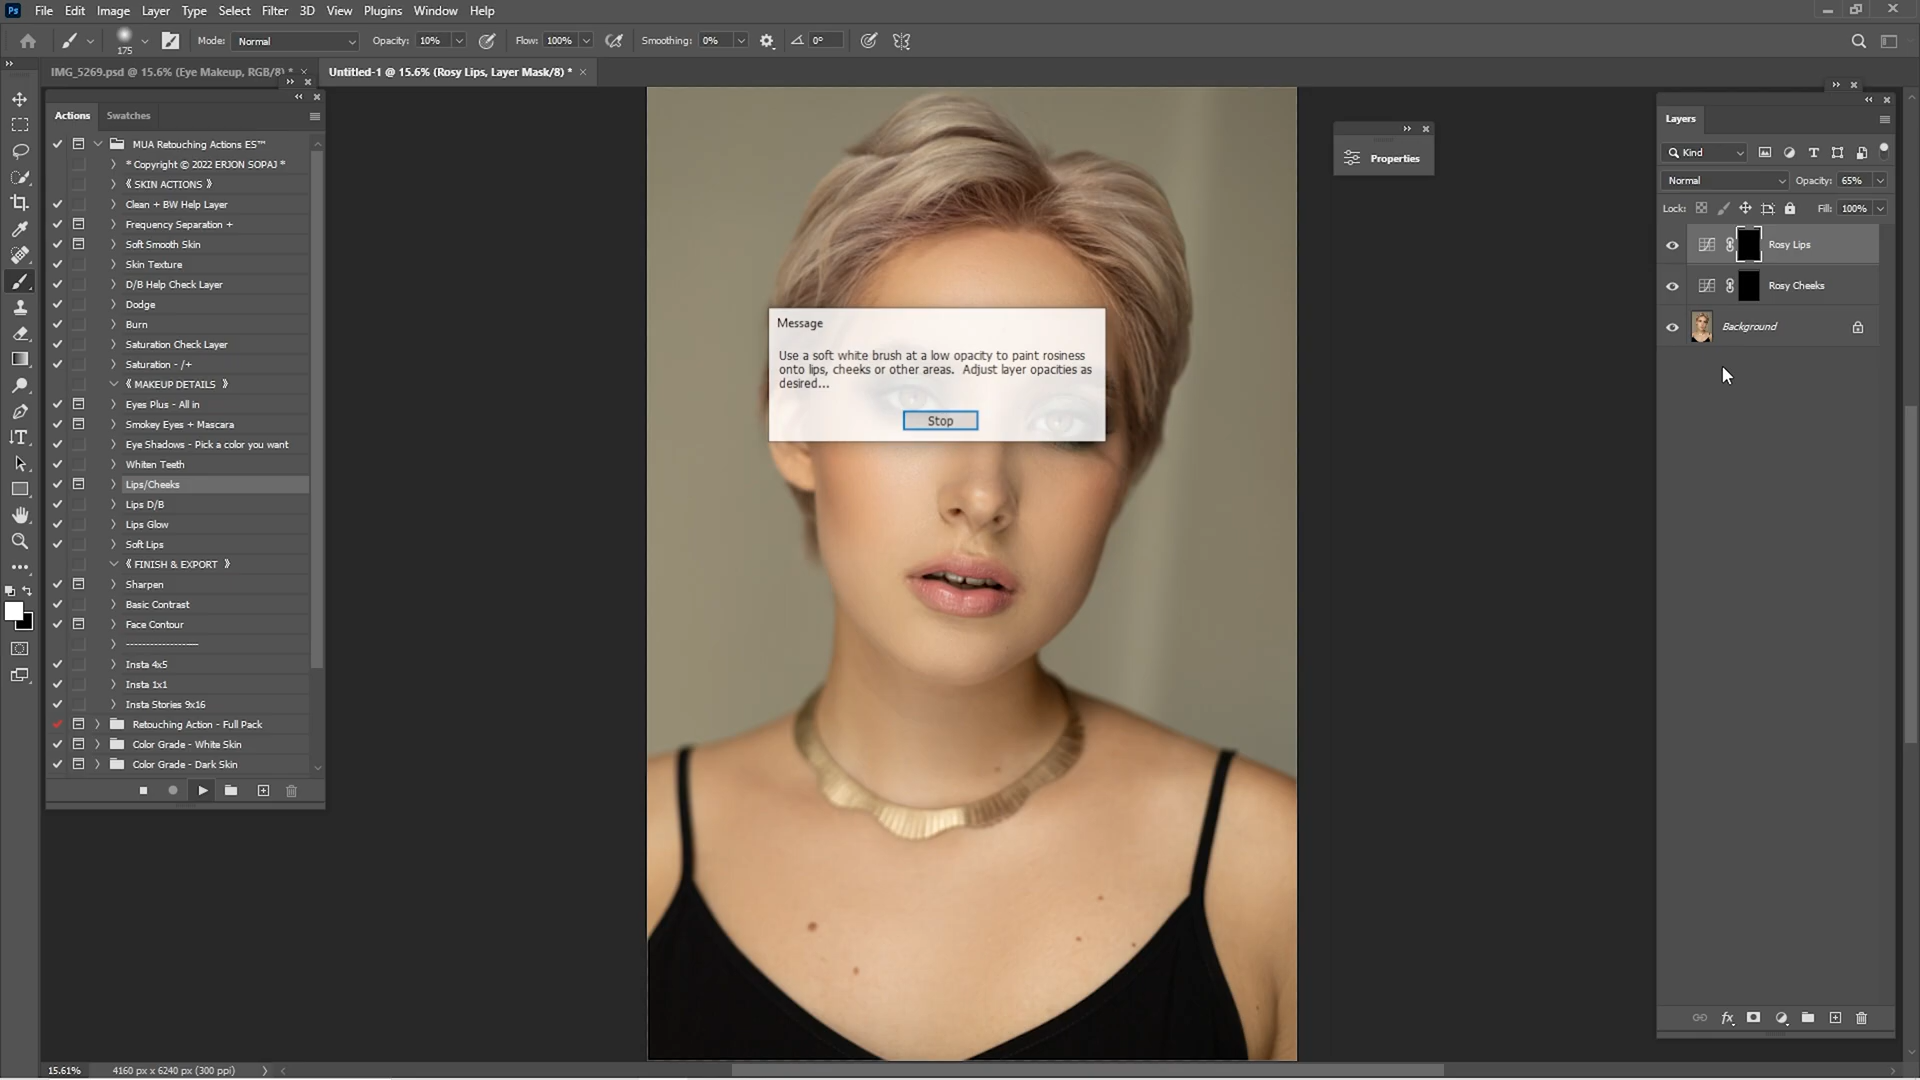 Ps File Edit Image Layer Type Select Filter 3D View Plugins Window Help
175 Mode: Normal Opacity: 10% Flow: 100% Smoothing: 0% 0°
IMG_5269.psd @ 15.6% (Eye Makeup, RGB/8) * × Untitled-1 @ 15.6% (Rosy Lips, Layer Mask/8) * ×
Actions Swatches
MUA Retouching Actions ES™
* Copyright © 2022 ERJON SOPAJ *
《 SKIN ACTIONS 》
Clean + BW Help Layer
Frequency Separation +
Soft Smooth Skin
Skin Texture
D/B Help Check Layer
Dodge
Burn
Saturation Check Layer
Saturation - /+
《 MAKEUP DETAILS 》
Eyes Plus - All in
Smokey Eyes + Mascara
Eye Shadows - Pick a color you want
Whiten Teeth
Lips/Cheeks
Lips D/B
Lips Glow
Soft Lips
《 FINISH & EXPORT 》
Sharpen
Basic Contrast
Face Contour
------------------
Insta 4x5
Insta 1x1
Insta Stories 9x16
Retouching Action - Full Pack
Color Grade - White Skin
Color Grade - Dark Skin
Message
Use a soft white brush at a low opacity to paint rosiness
onto lips, cheeks or other areas. Adjust layer opacities as
desired...
Stop
Properties
Layers
Kind
Normal Opacity: 65%
Lock: Fill: 100%
Rosy Lips
Rosy Cheeks
Background
15.61% 4160 px x 6240 px (300 ppi)